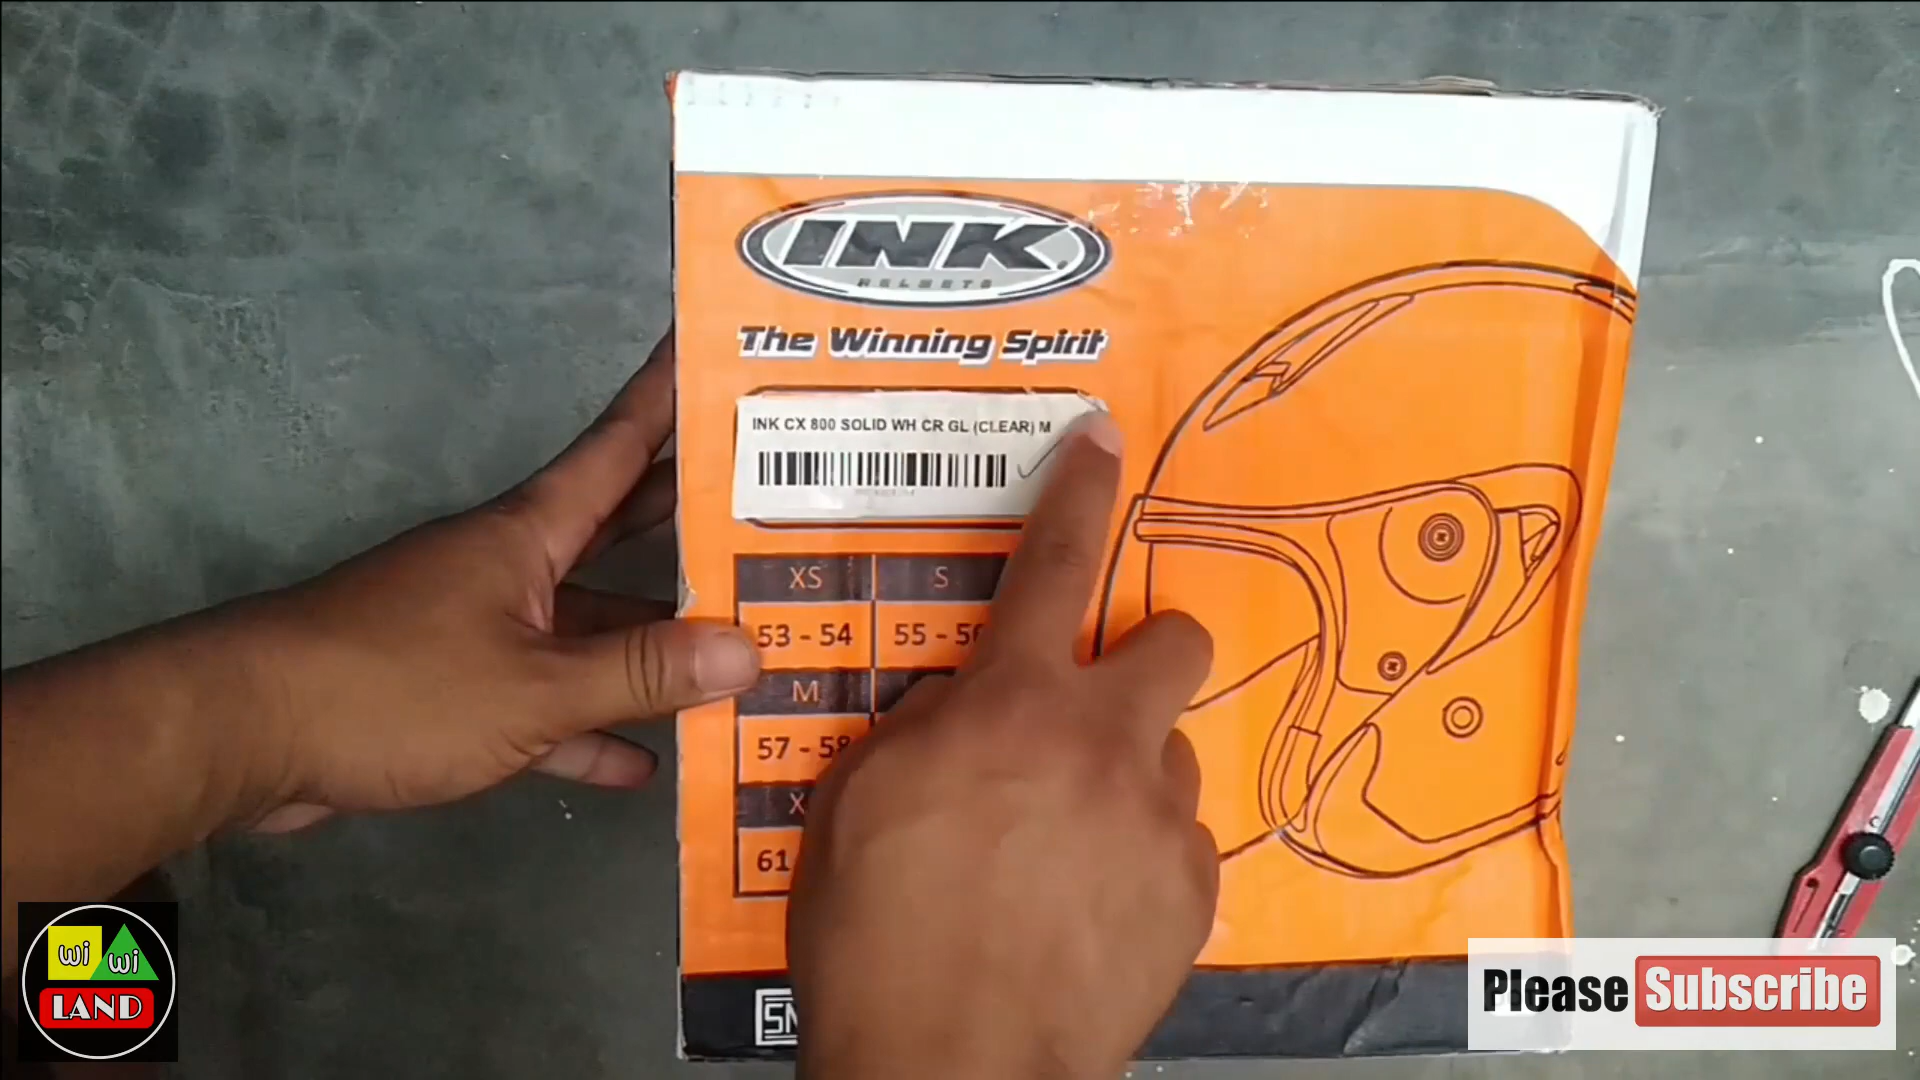 INK.
HELMETS
The Winning Spirit
INK CX 800 SOLID WH CR GL (CLEAR) M
XS S
53 - 54 55 - 56
M
57 - 58
61
wi wi
LAND
Please Subscribe